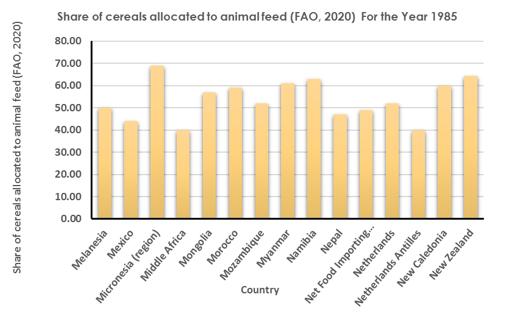 Share of cereals allocated to animal feed (FAO, 2020)  For the Year 1985
Share of cereals allocated to animal feed (FAO, 2020)
80.00
70.00
60.00
50.00
40.00
30.00
20.00
10.00
0.00
Melanesia
Mexico
Micronesia (region)
Middle Africa
Mongolia
Morocco
Mozambique
Myanmar
Namibia
Nepal
Net Food Importing...
Netherlands
Netherlands Antilles
New Caledonia
New Zealand
Country